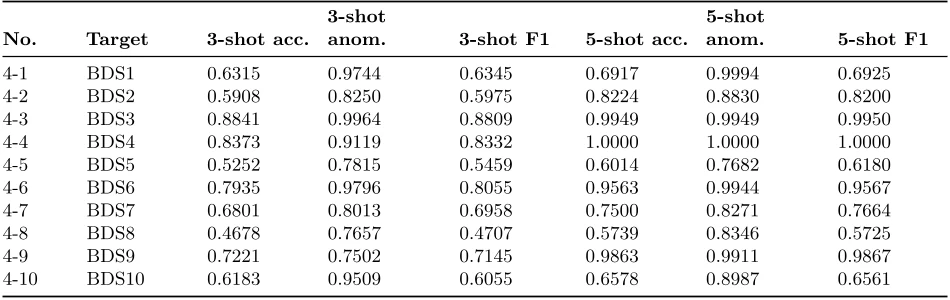 3-shot 5-shot
No. Target 3-shot acc. anom. 3-shot F1 5-shot acc. anom. 5-shot F1
4-1 BDS1 0.6315 0.9744 0.6345 0.6917 0.9994 0.6925
4-2 BDS2 0.5908 0.8250 0.5975 0.8224 0.8830 0.8200
4-3 BDS3 0.8841 0.9964 0.8809 0.9949 0.9949 0.9950
4-4 BDS4 0.8373 0.9119 0.8332 1.0000 1.0000 1.0000
4-5 BDS5 0.5252 0.7815 0.5459 0.6014 0.7682 0.6180
4-6 BDS6 0.7935 0.9796 0.8055 0.9563 0.9944 0.9567
4-7 BDS7 0.6801 0.8013 0.6958 0.7500 0.8271 0.7664
4-8 BDS8 0.4678 0.7657 0.4707 0.5739 0.8346 0.5725
4-9 BDS9 0.7221 0.7502 0.7145 0.9863 0.9911 0.9867
4-10 BDS10 0.6183 0.9509 0.6055 0.6578 0.8987 0.6561